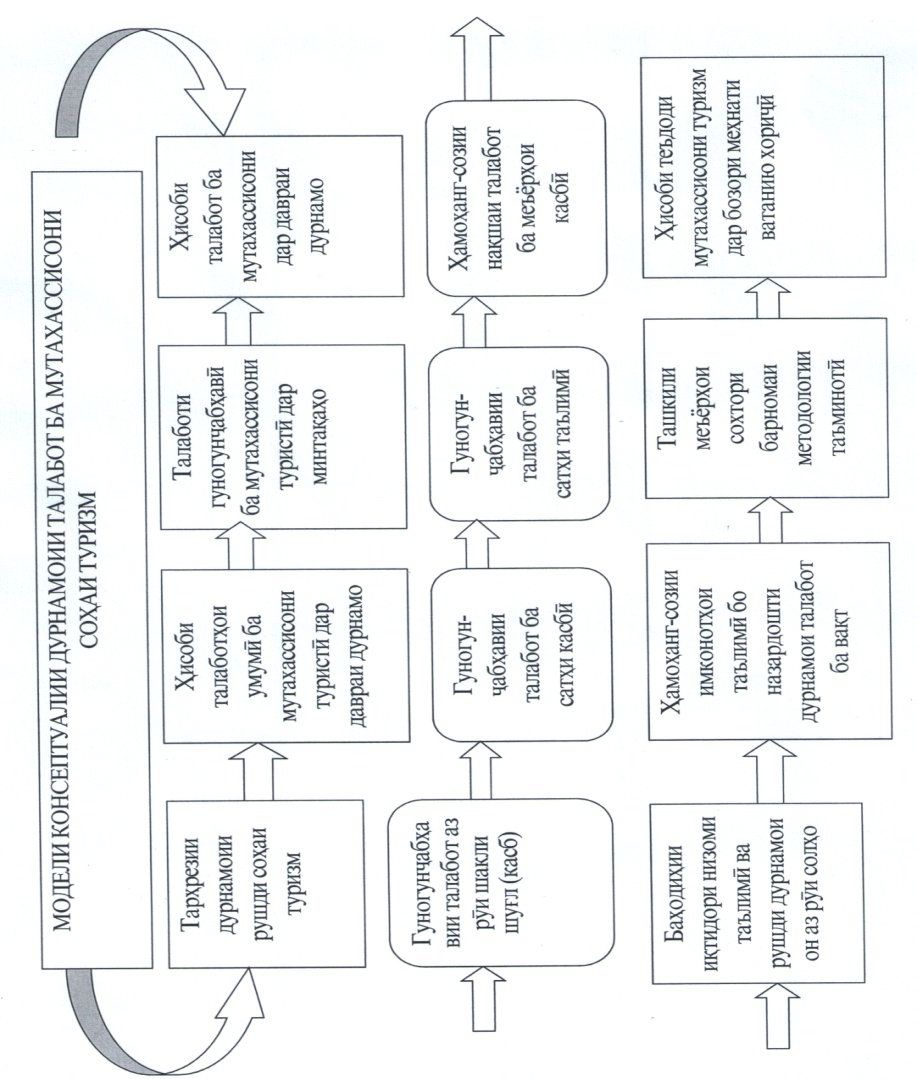 МОДЕЛИ КОНСЕПТУАЛИИ ДУРНАМОИИ ТАЛАБОТ БА МУТАХАССИСОНИ
СОҲАИ ТУРИЗМ
Тарҳрезии
дурнамоии
рушди соҳаи
туризм
Ҳисоби
талаботҳои
умумӣ ба
мутахассисони
туристӣ дар
давраи дурнамо
Талаботи
гуногунҷабҳавӣ
ба мутахассисони
туристӣ дар
минтақаҳо
Ҳисоби
талабот ба
мутахассисони
дар давраи
дурнамо
Гуногунҷабҳа
вии талабот аз
рӯи шакли
шуғл (касб)
Гуногун-
ҷабҳавии
талабот ба
сатҳи касбӣ
Гуногун-
ҷабҳавии
талабот ба
сатҳи таълимӣ
Ҳамоҳанг-созии
нақшаи талабот
ба меъёрҳои
касбӣ
Баҳодиҳии
иқтидори низоми
таълимӣ ва
рушди дурнамои
он аз рӯи солҳо
Ҳамоҳанг-созии
имконотҳои
таълимӣ бо
назардошти
дурнамои талабот
ба вақт
Ташкили
меъёрҳои
сохтори
барномаи
методологии
таъминотӣ
Ҳисоби теъдоди
мутахассисони туризм
дар бозори меҳнати
ватанию хориҷӣ